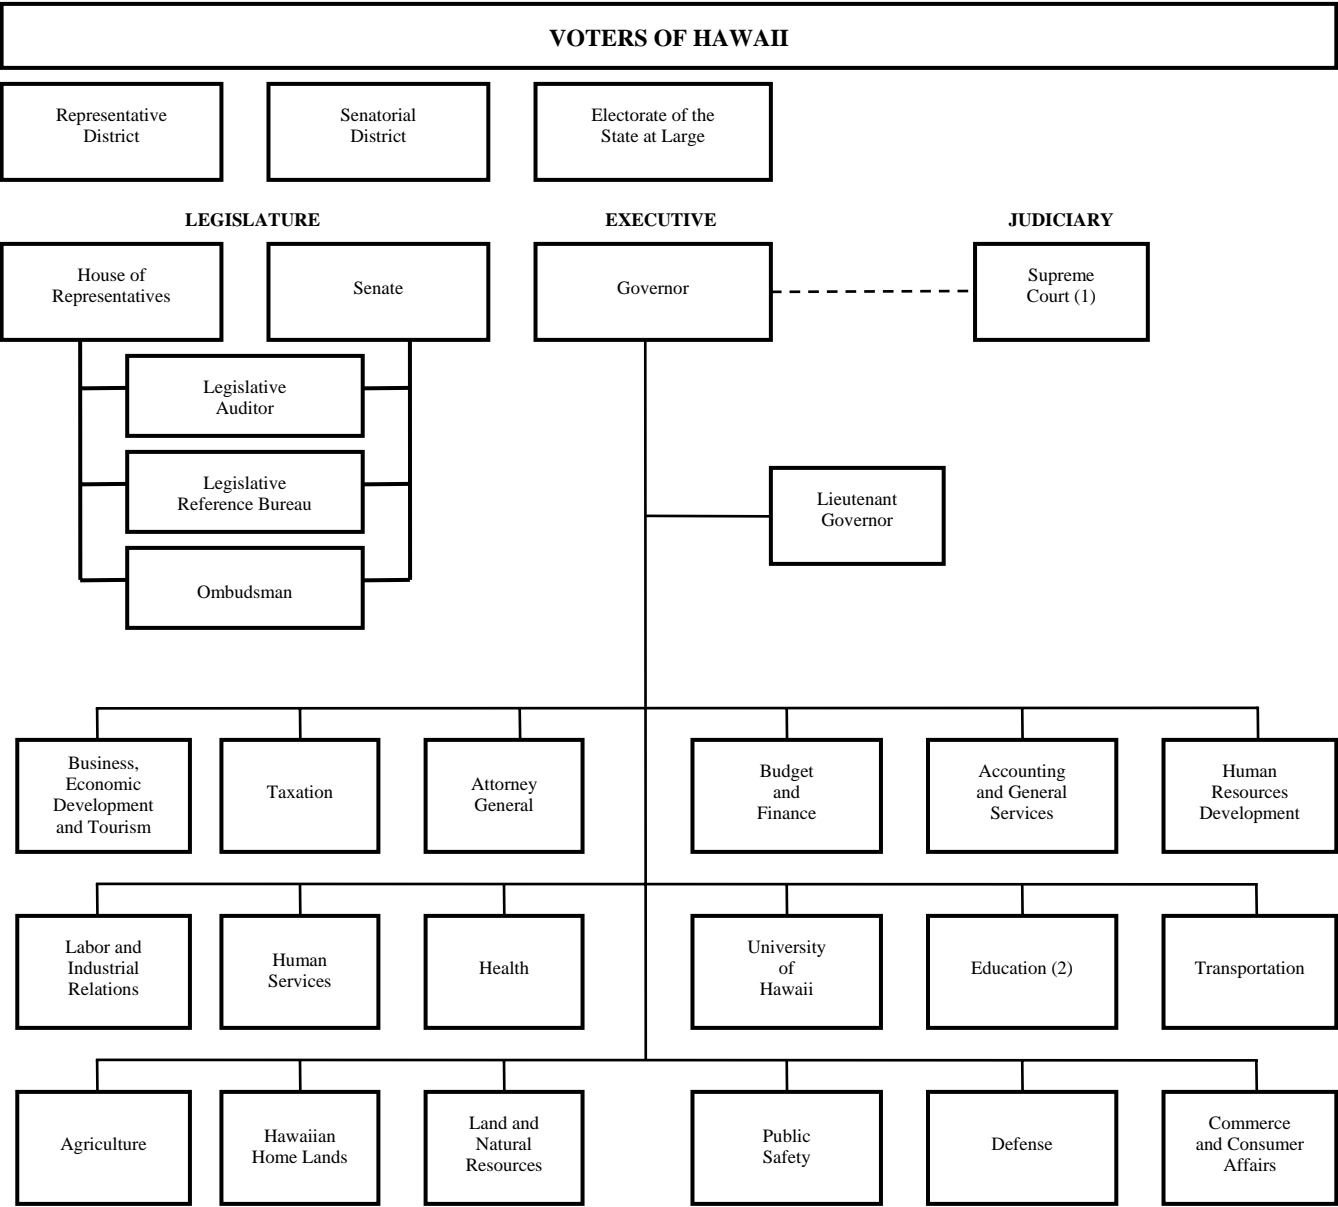 VOTERS OF HAWAII
Representative
District
Senatorial
District
Electorate of the
State at Large
LEGISLATURE
EXECUTIVE
JUDICIARY
House of
Representatives
Senate
Governor
Supreme
Court (1)
Legislative
Auditor
Legislative
Reference Bureau
Ombudsman
Lieutenant
Governor
Business,
Economic
Development
and Tourism
Taxation
Attorney
General
Budget
and
Finance
Accounting
and General
Services
Human
Resources
Development
Labor and
Industrial
Relations
Human
Services
Health
University
of
Hawaii
Education (2)
Transportation
Agriculture
Hawaiian
Home Lands
Land and
Natural
Resources
Public
Safety
Defense
Commerce
and Consumer
Affairs